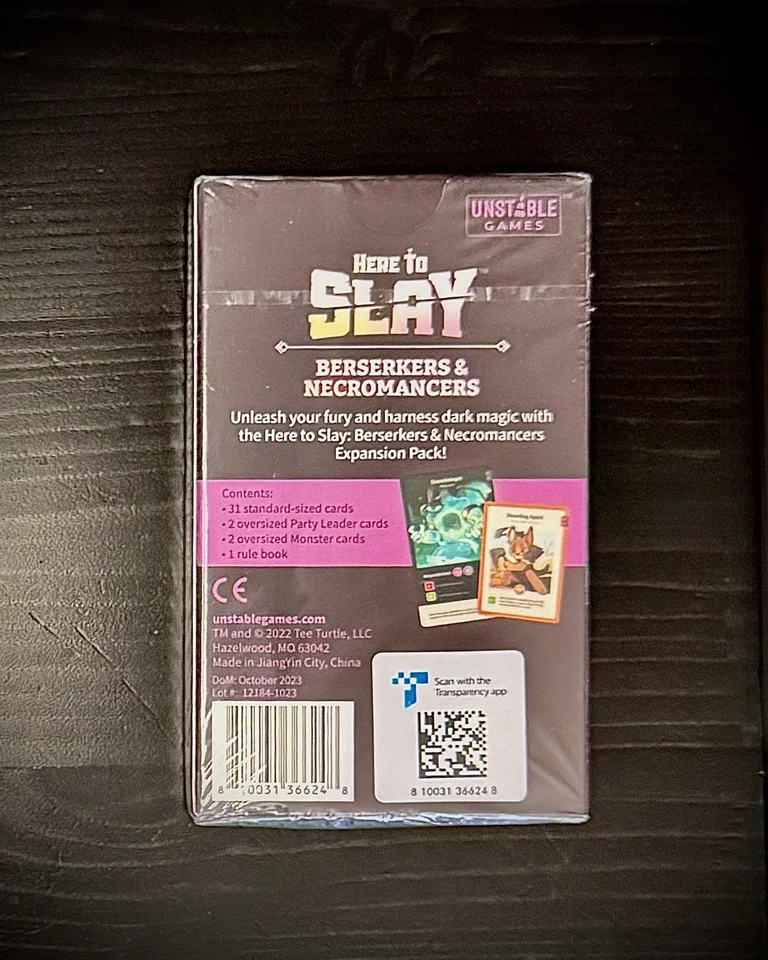 UNSTABLE
GAMES
HERE TO
SLAY™
BERSERKERS &
NECROMANCERS
Unleash your fury and harness dark magic with
the Here to Slay: Berserkers & Necromancers
Expansion Pack!
Contents:
• 31 standard-sized cards
• 2 oversized Party Leader cards
• 2 oversized Monster cards
• 1 rule book
CE
unstablegames.com
TM and © 2022 Tee Turtle, LLC
Hazelwood, MO 63042
Made in JiangYin City, China
DoM: October 2023
Lot #: 12184-1023
8 10031 36624 8
Scan with the
Transparency app
8 10031 36624 8